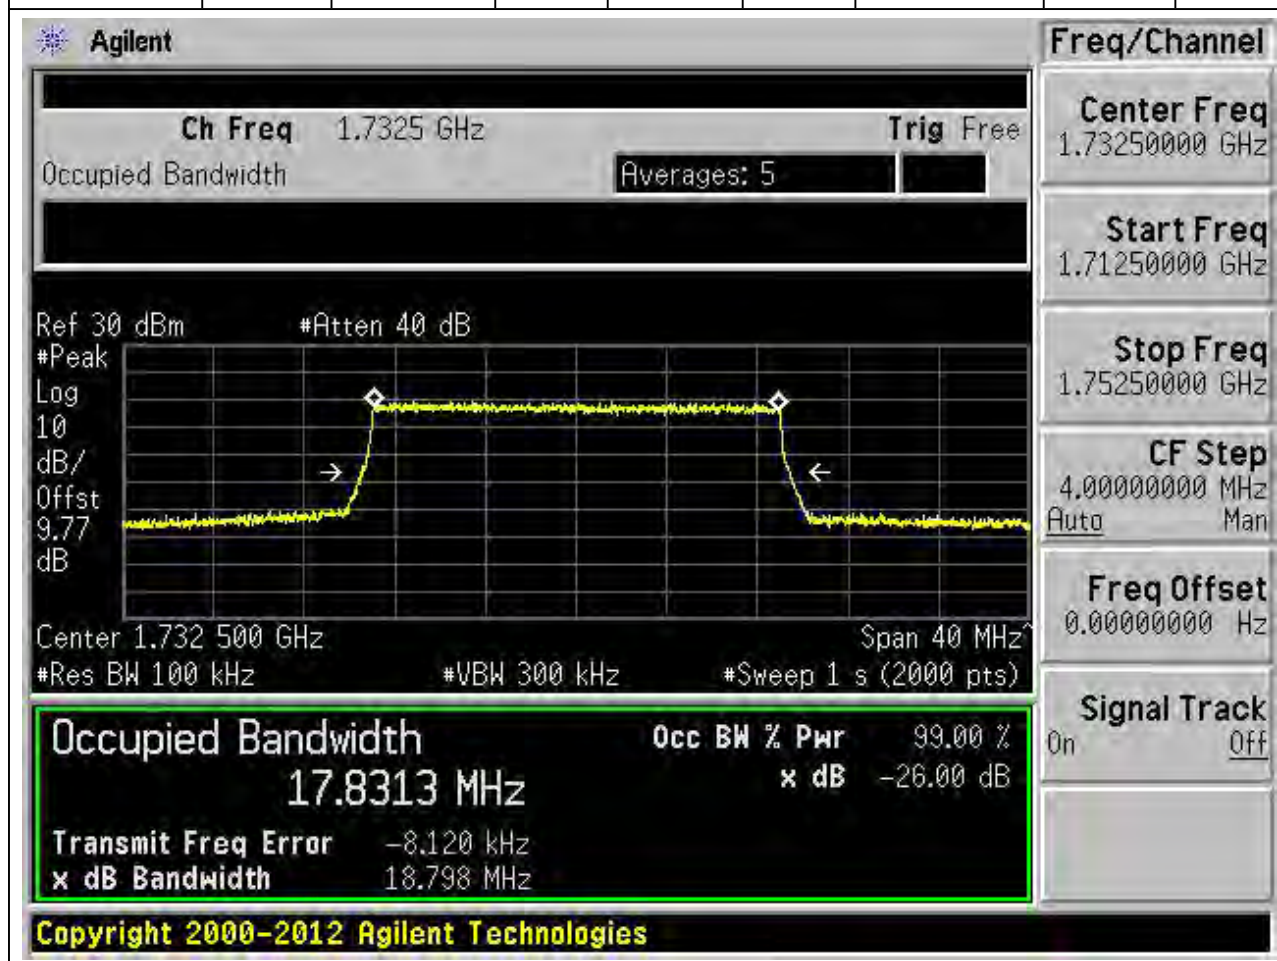 Agilent
Freq/Channel
Ch Freq 1.7325 GHz Trig Free
Occupied Bandwidth Averages: 5
Center Freq
1.73250000 GHz
Start Freq
1.71250000 GHz
Stop Freq
1.75250000 GHz
CF Step
4.00000000 MHz
Auto Man
Freq Offset
0.00000000 Hz
Signal Track
On Off
Ref 30 dBm #Atten 40 dB
#Peak
Log
10
dB/
Offst
9.77
dB
Center 1.732 500 GHz Span 40 MHz^
#Res BW 100 kHz #VBW 300 kHz #Sweep 1 s (2000 pts)
Occupied Bandwidth Occ BW % Pwr 99.00 %
17.8313 MHz x dB -26.00 dB
Transmit Freq Error -8.120 kHz
x dB Bandwidth 18.798 MHz
Copyright 2000-2012 Agilent Technologies